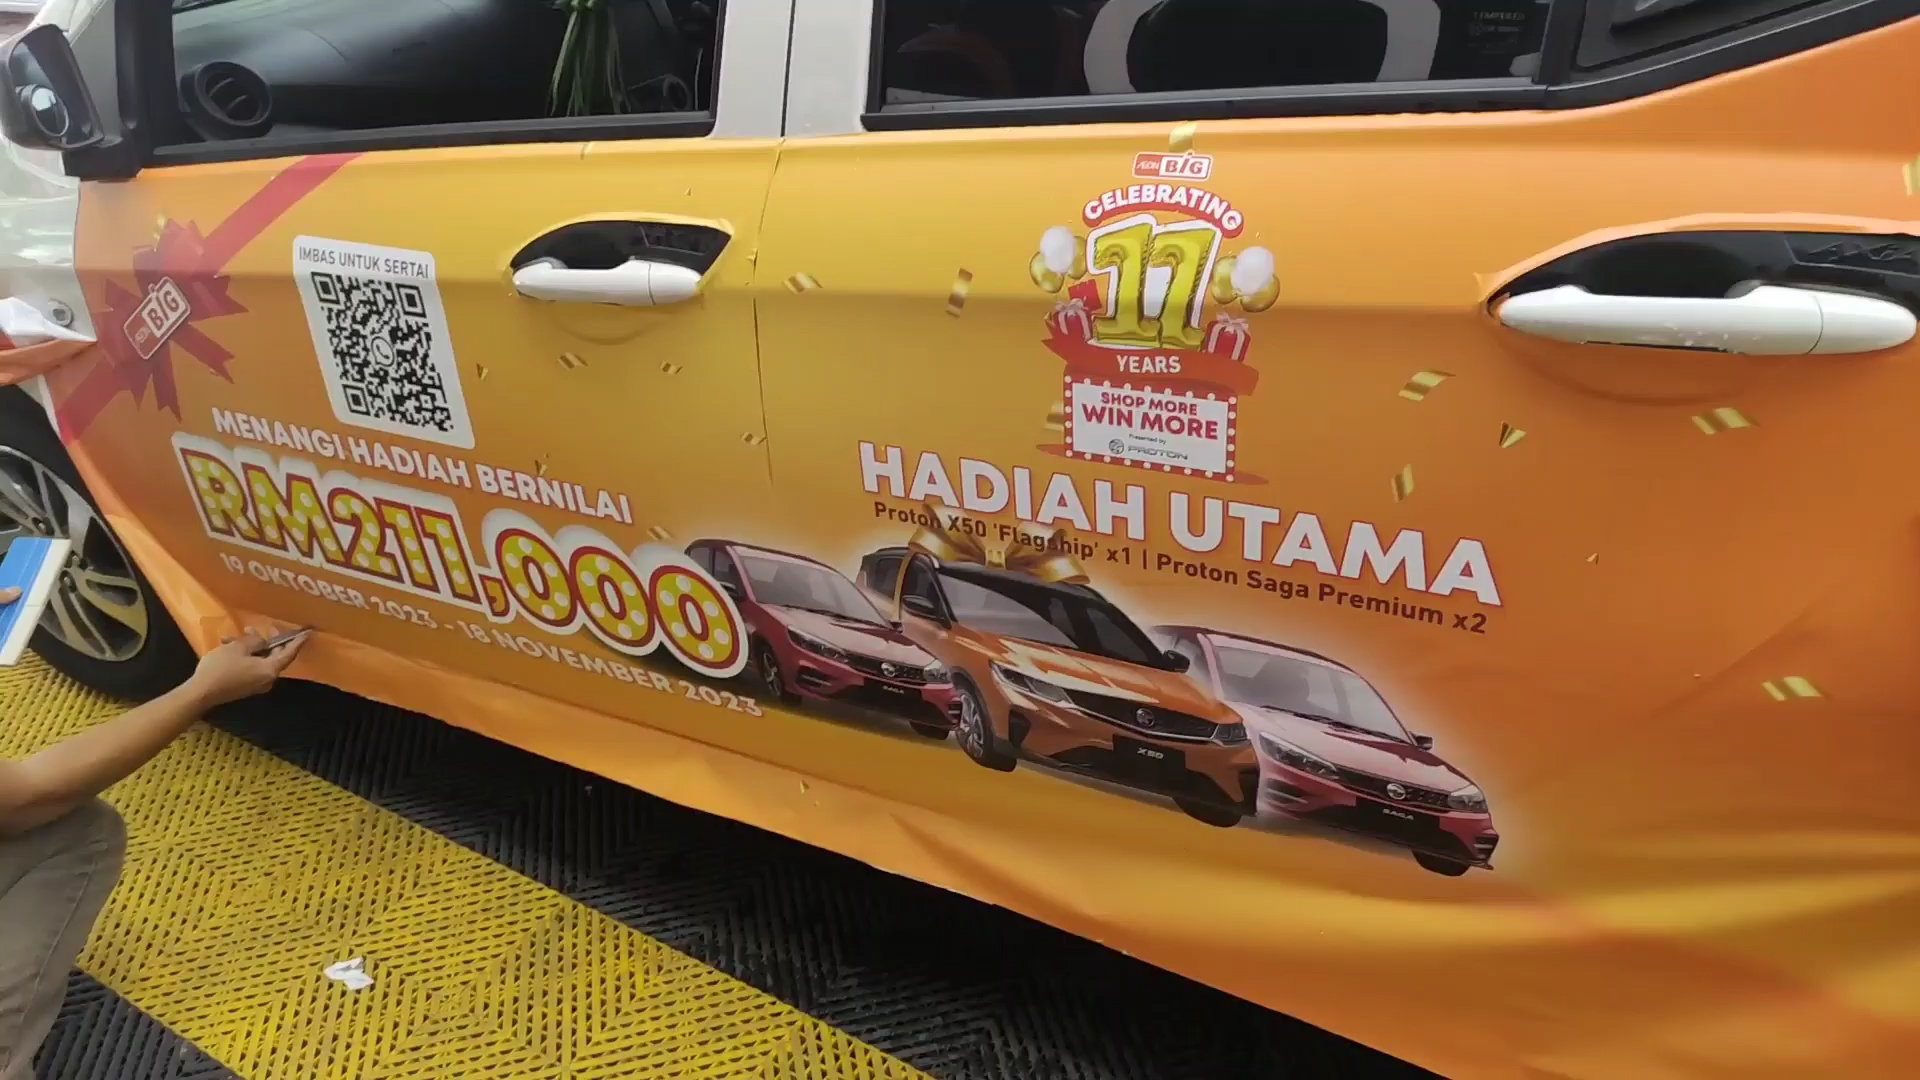 IMBAS UNTUK SERTAI
AEON BIG
MENANGI HADIAH BERNILAI
RM211,000
19 OKTOBER 2023 - 18 NOVEMBER 2023
AEON BIG
CELEBRATING
11
YEARS
SHOP MORE
WIN MORE
Presented by
PROTON
HADIAH UTAMA
Proton X50 'Flagship' x1 | Proton Saga Premium x2
SAGA
X50
SAGA
TEMPERED